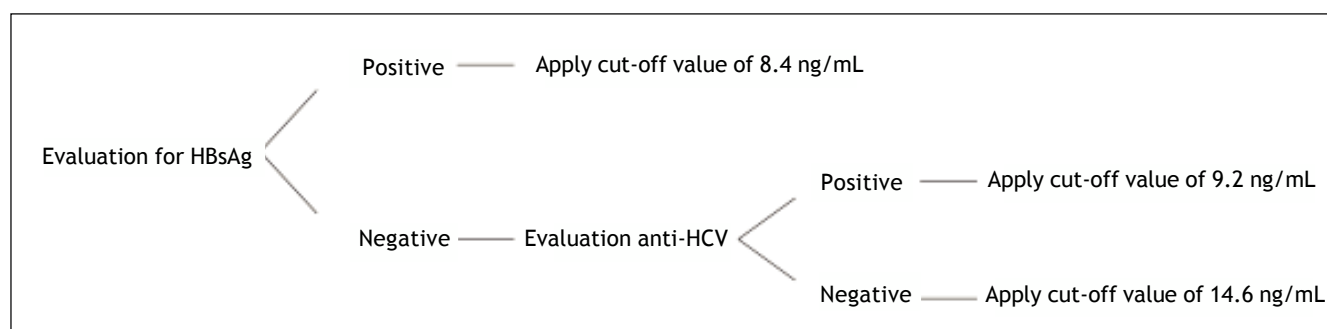 Positive
Apply cut-off value of 8.4 ng/mL
Evaluation for HBsAg
Positive
Apply cut-off value of 9.2 ng/mL
Negative
Evaluation anti-HCV
Negative
Apply cut-off value of 14.6 ng/mL